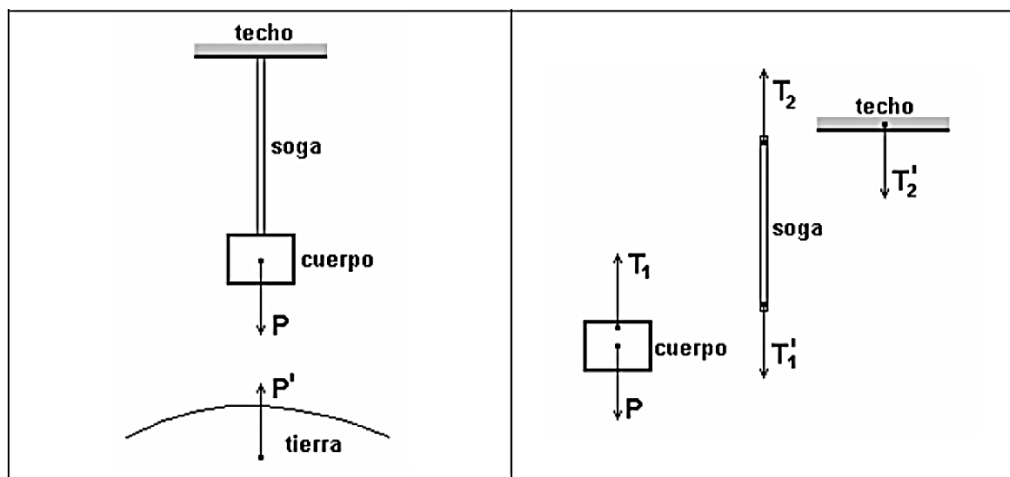 techo
soga
cuerpo
P
P'
tierra
T₂
techo
T₂'
soga
T₁
cuerpo
T₁'
P